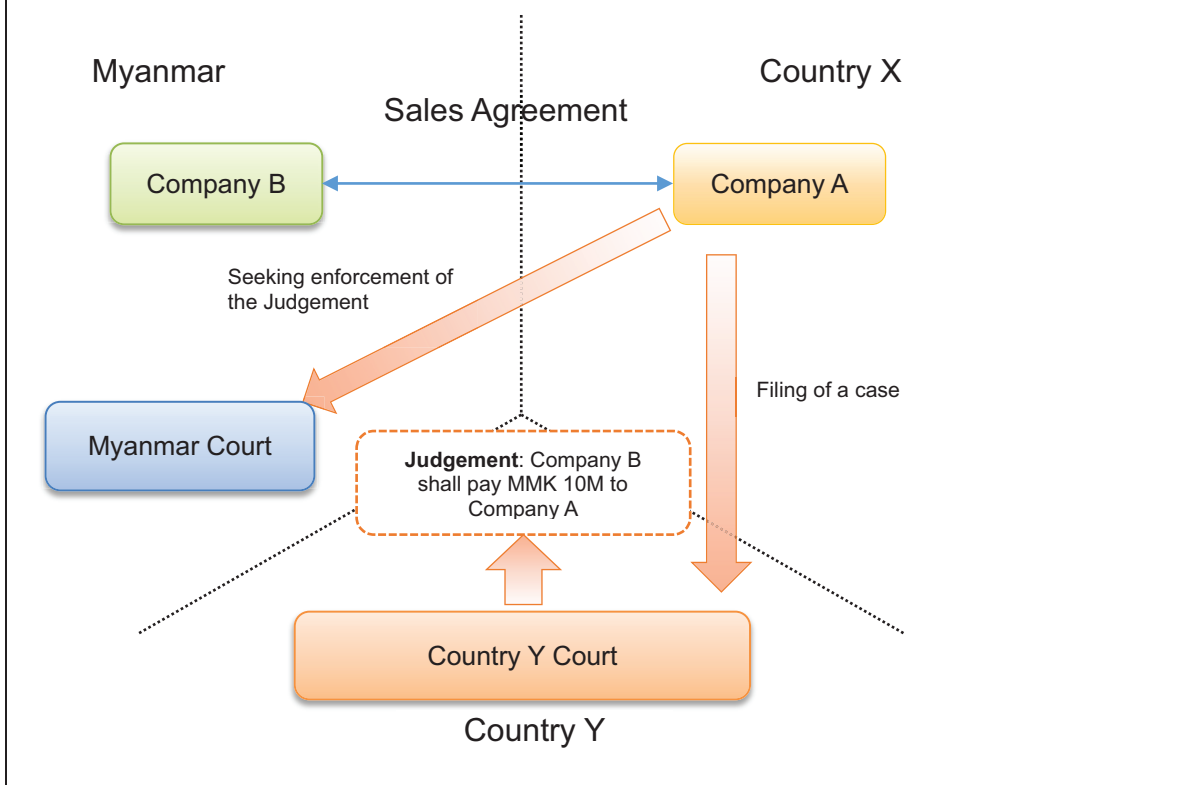 Myanmar
Country X
Sales Agreement
Company B
Company A
Seeking enforcement of
the Judgement
Filing of a case
Myanmar Court
Judgement: Company B
shall pay MMK 10M to
Company A
Country Y Court
Country Y